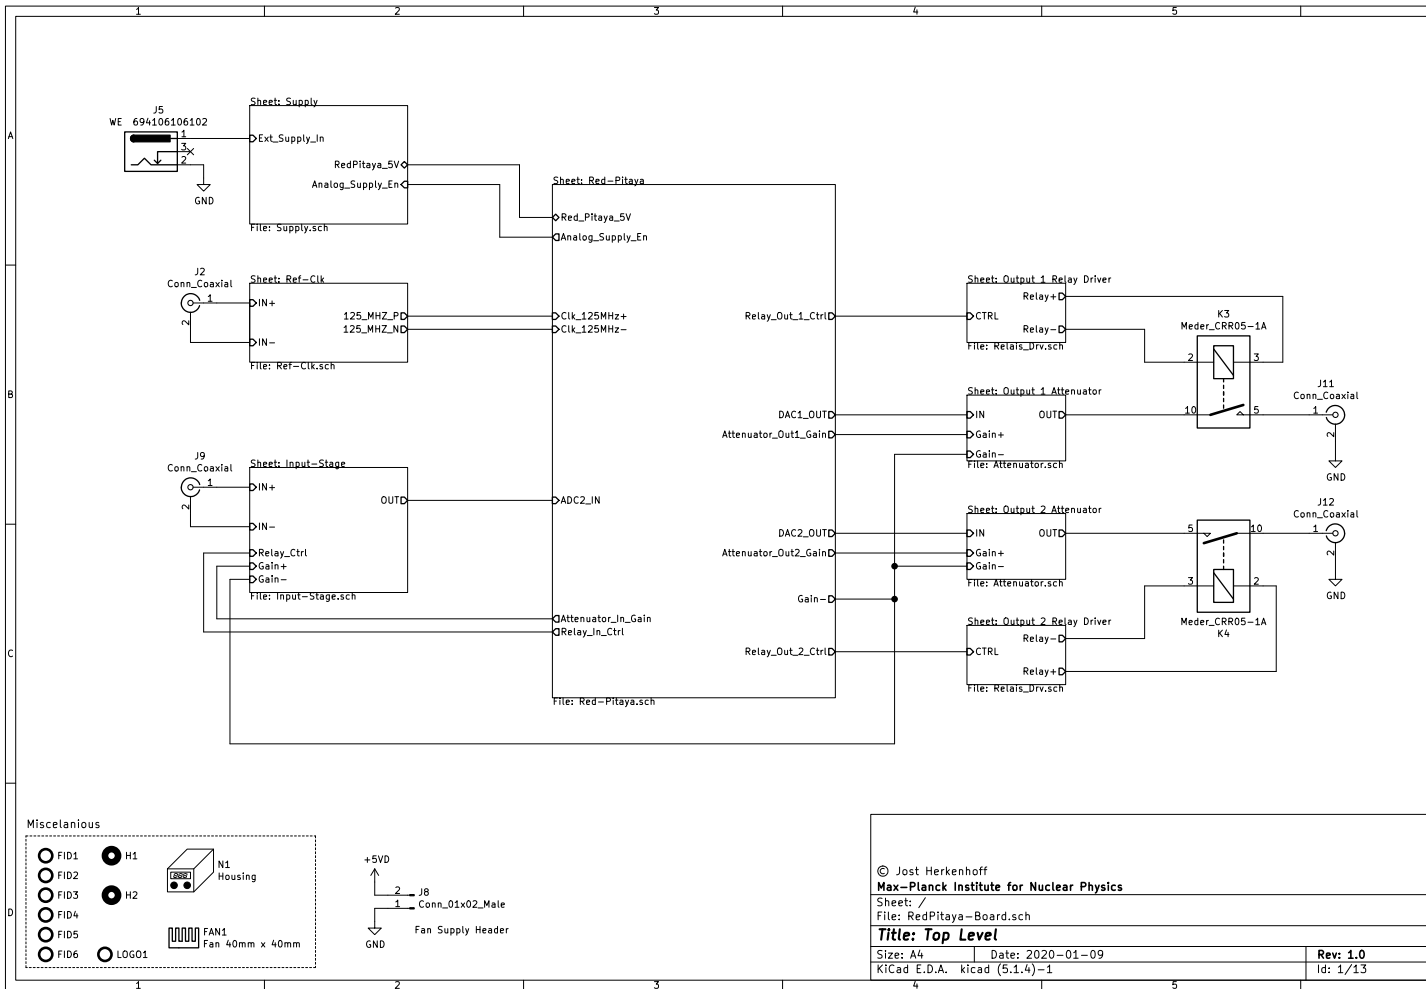 1 2 3 4 5
A
B
C
D
J5
WE 694106106102
1
3
2
GND
Sheet: Supply
Ext_Supply_In
RedPitaya_5V
Analog_Supply_En
File: Supply.sch
J2
Conn_Coaxial
1
2
Sheet: Ref-Clk
IN+
125_MHZ_P
125_MHZ_N
IN-
File: Ref-Clk.sch
J9
Conn_Coaxial
1
2
Sheet: Input-Stage
IN+
OUT
IN-
Relay_Ctrl
Gain+
Gain-
File: Input-Stage.sch
Sheet: Red-Pitaya
Red_Pitaya_5V
Analog_Supply_En
Clk_125MHz+
Clk_125MHz-
Relay_Out_1_Ctrl
DAC1_OUT
Attenuator_Out1_Gain
ADC2_IN
DAC2_OUT
Attenuator_Out2_Gain
Gain-
Attenuator_In_Gain
Relay_In_Ctrl
Relay_Out_2_Ctrl
File: Red-Pitaya.sch
Sheet: Output 1 Relay Driver
Relay+
CTRL
Relay-
File: Relais_Drv.sch
K3
Meder_CRR05-1A
2 3
10 5
Sheet: Output 1 Attenuator
IN OUT
Gain+
Gain-
File: Attenuator.sch
J11
Conn_Coaxial
1
2
GND
Sheet: Output 2 Attenuator
IN OUT
Gain+
Gain-
File: Attenuator.sch
5 10
3 2
Meder_CRR05-1A
K4
J12
Conn_Coaxial
1
2
GND
Sheet: Output 2 Relay Driver
Relay-
CTRL
Relay+
File: Relais_Drv.sch
Miscelanious
FID1
FID2
FID3
FID4
FID5
FID6
H1
H2
LOGO1
N1
Housing
FAN1
Fan 40mm x 40mm
+5VD
2 J8
1 Conn_01x02_Male
GND
Fan Supply Header
© Jost Herkenhoff
Max-Planck Institute for Nuclear Physics
Sheet: /
File: RedPitaya-Board.sch
Title: Top Level
Size: A4 Date: 2020-01-09 Rev: 1.0
KiCad E.D.A. kicad (5.1.4)-1 Id: 1/13
1 2 4 5